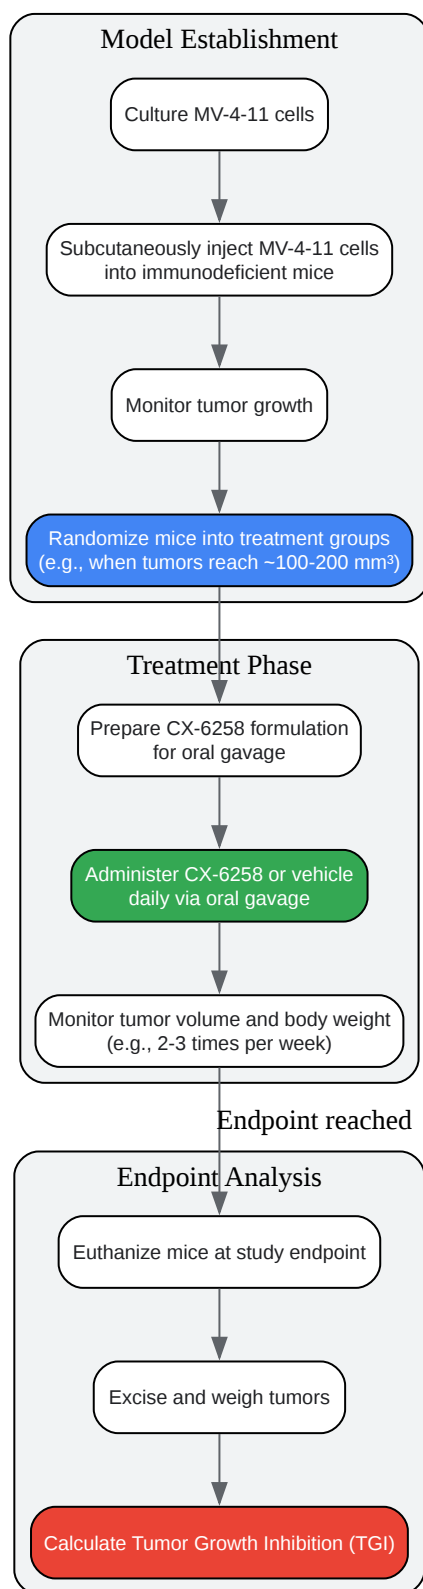 Model Establishment
Culture MV-4-11 cells
Subcutaneously inject MV-4-11 cells
into immunodeficient mice
Monitor tumor growth
Randomize mice into treatment groups
(e.g., when tumors reach ~100-200 mm³)
Treatment Phase
Prepare CX-6258 formulation
for oral gavage
Administer CX-6258 or vehicle
daily via oral gavage
Monitor tumor volume and body weight
(e.g., 2-3 times per week)
Endpoint reached
Endpoint Analysis
Euthanize mice at study endpoint
Excise and weigh tumors
Calculate Tumor Growth Inhibition (TGI)